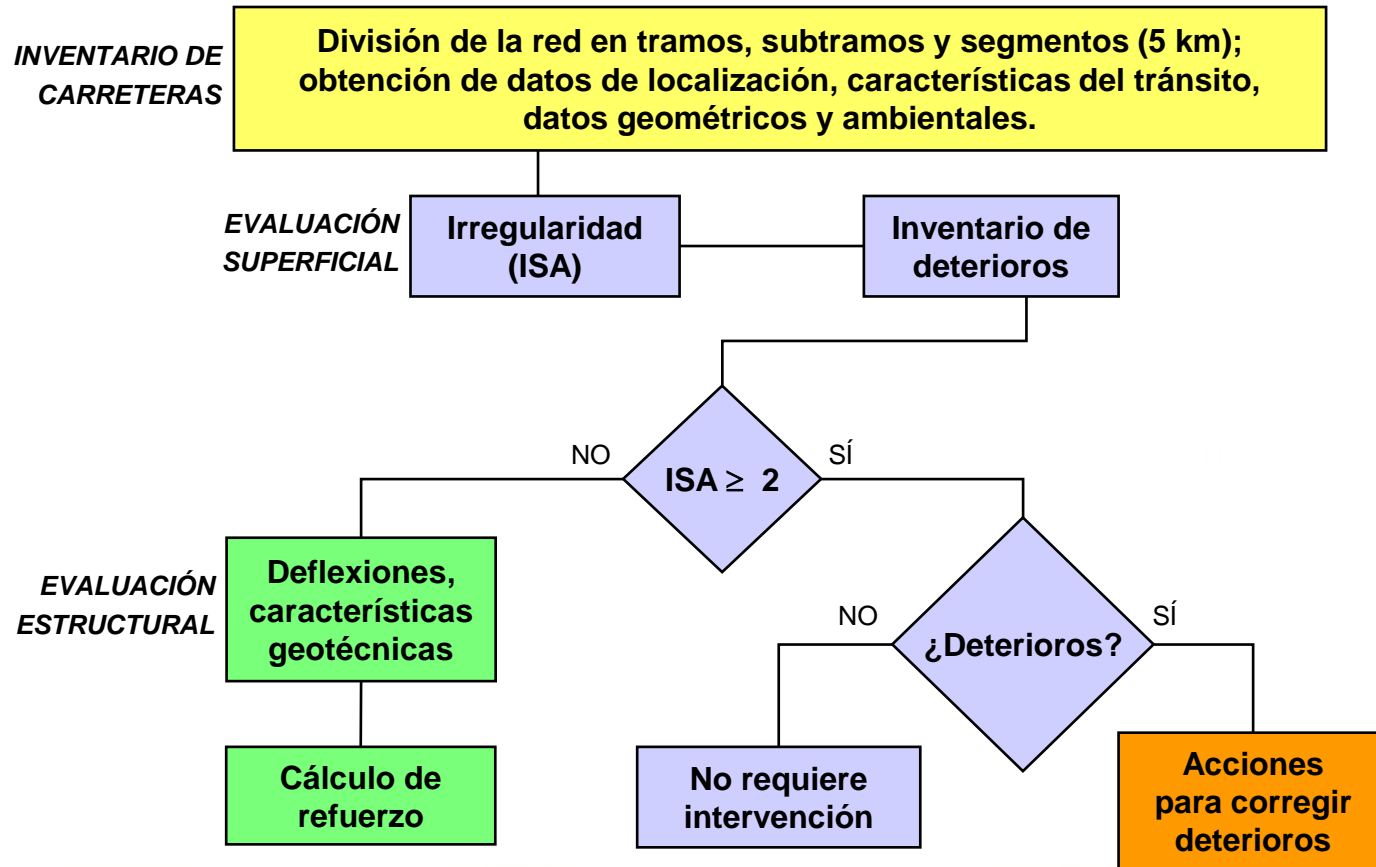 INVENTARIO DE
CARRETERAS
División de la red en tramos, subtramos y segmentos (5 km);
obtención de datos de localización, características del tránsito,
datos geométricos y ambientales.
EVALUACIÓN
SUPERFICIAL
Irregularidad
(ISA)
Inventario de
deterioros
NO
ISA ≥ 2
SÍ
EVALUACIÓN
ESTRUCTURAL
Deflexiones,
características
geotécnicas
NO
¿Deterioros?
SÍ
Cálculo de
refuerzo
No requiere
intervención
Acciones
para corregir
deterioros